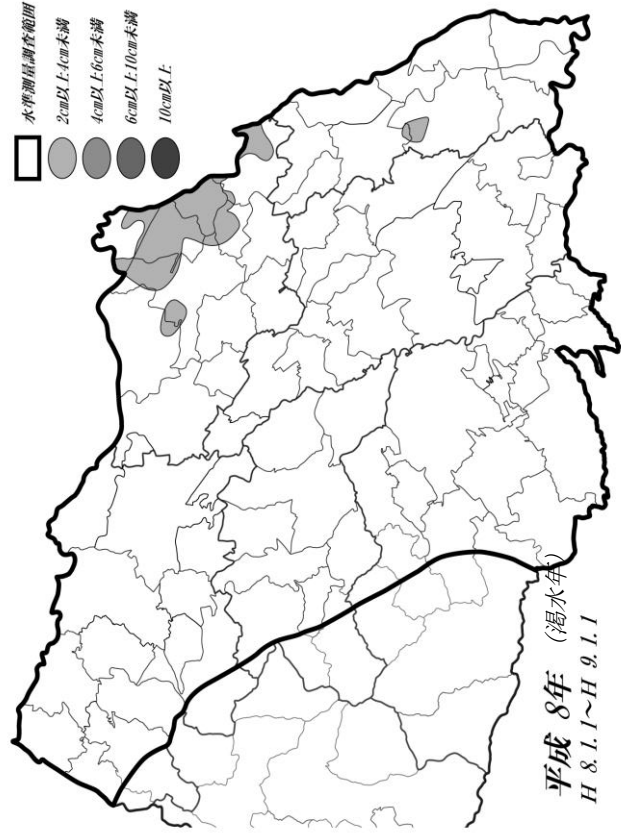 水準測量調査範囲
2cm以上4cm未満
4cm以上6cm未満
6cm以上10cm未満
10cm以上
平成 8年 (渇水年)
H 8.1.1~H 9.1.1